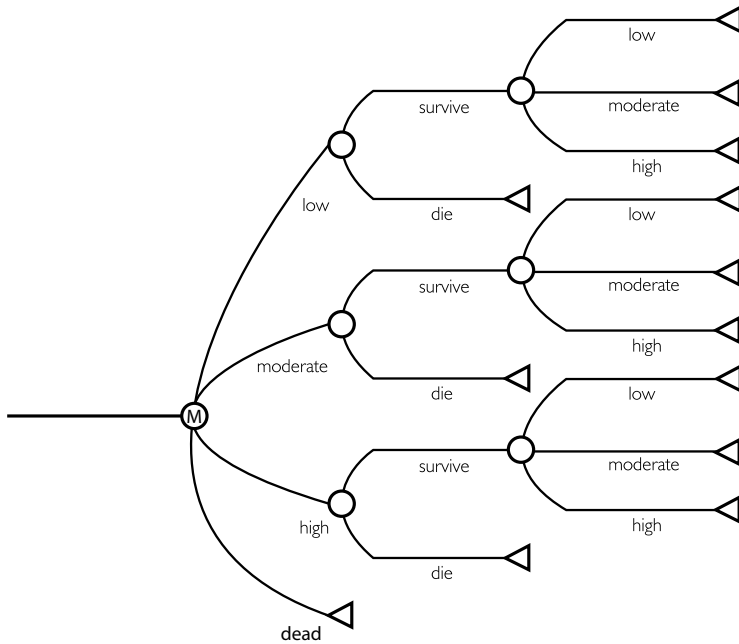 low
survive
moderate
high
low
die
low
survive
moderate
moderate
high
die
M
low
survive
moderate
high
high
die
dead